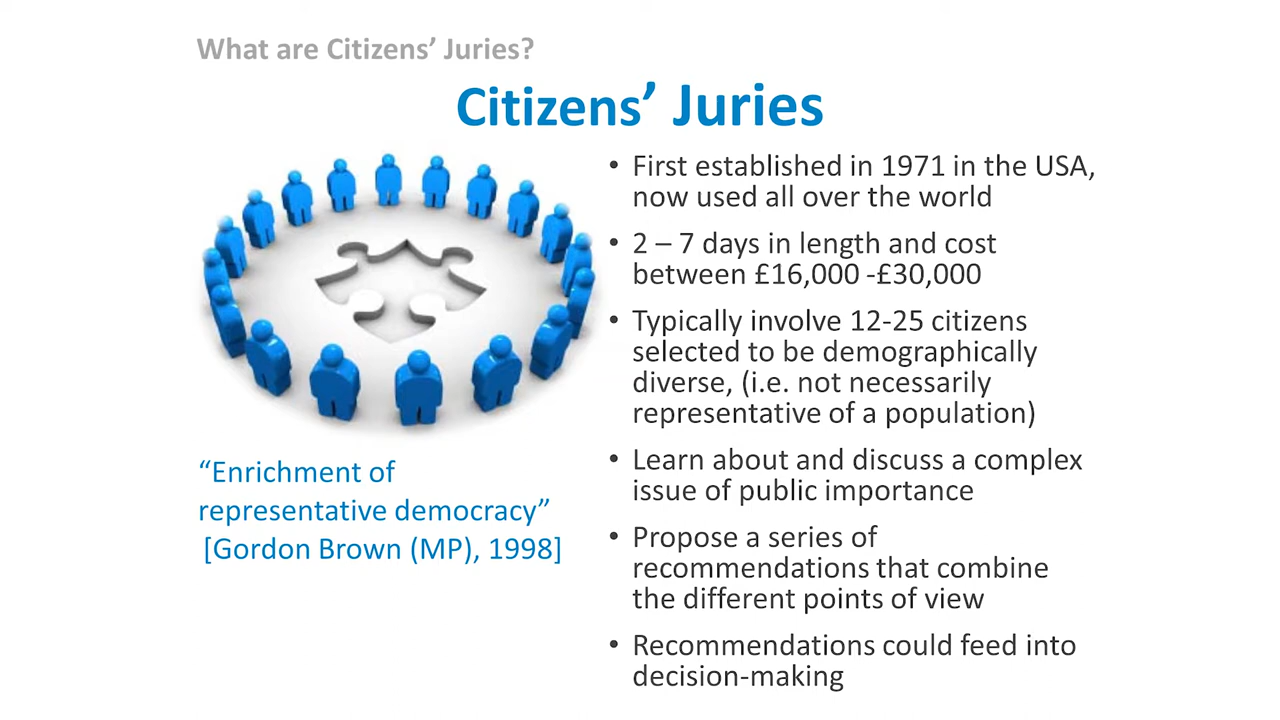 What are Citizens’ Juries?
Citizens’ Juries
• First established in 1971 in the USA,
now used all over the world
• 2 – 7 days in length and cost
between £16,000 -£30,000
• Typically involve 12-25 citizens
selected to be demographically
diverse, (i.e. not necessarily
representative of a population)
• Learn about and discuss a complex
issue of public importance
• Propose a series of
recommendations that combine
the different points of view
• Recommendations could feed into
decision-making
“Enrichment of
representative democracy”
[Gordon Brown (MP), 1998]